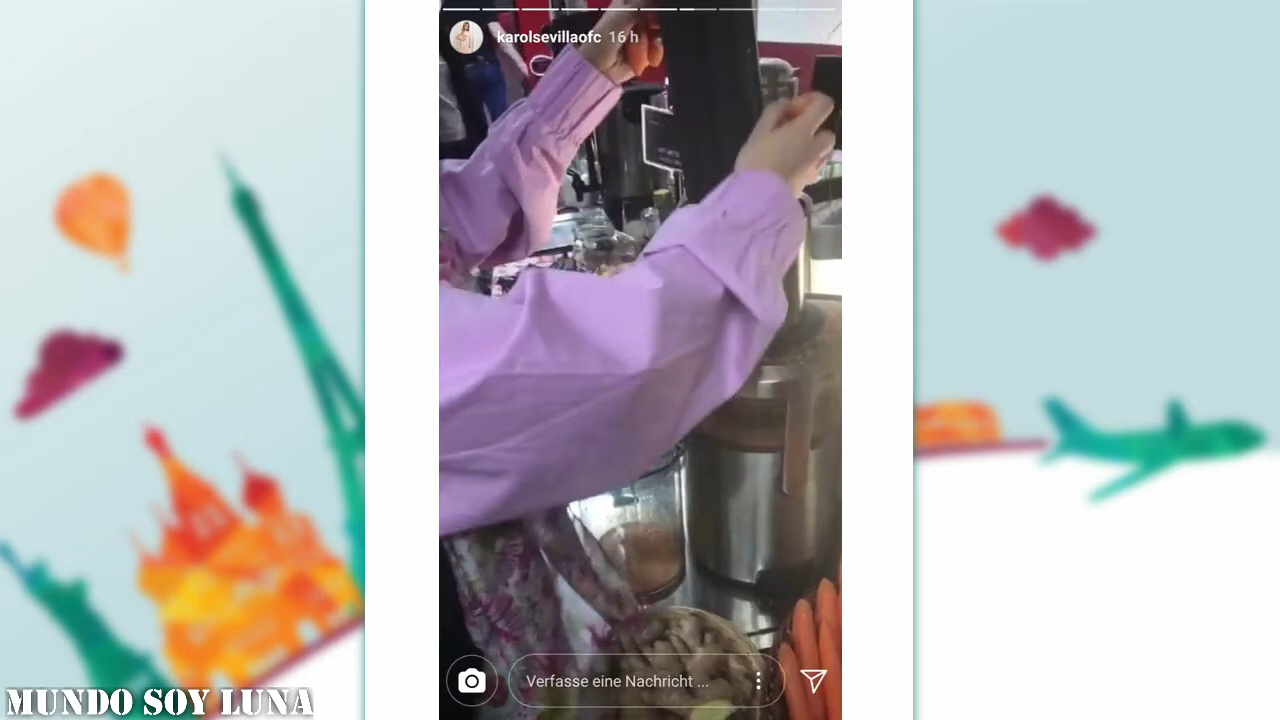 karolsevillaofc 16 h
Verfasse eine Nachricht ...
MUNDO SOY LUNA